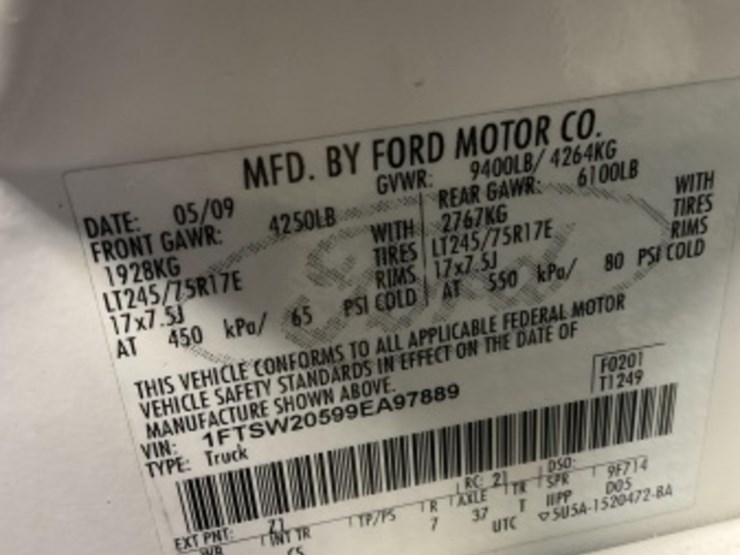 MFD. BY FORD MOTOR CO.
DATE: 05/09 GVWR: 9400LB/ 4264KG
FRONT GAWR: 4250LB REAR GAWR: 6100LB
1928KG WITH 2767KG WITH
LT245/75R17E TIRES LT245/75R17E TIRES
17x7.5J RIMS 17x7.5J RIMS
AT 450 kPa/ 65 PSI COLD AT 550 kPa/ 80 PSI COLD
THIS VEHICLE CONFORMS TO ALL APPLICABLE FEDERAL MOTOR
VEHICLE SAFETY STANDARDS IN EFFECT ON THE DATE OF
MANUFACTURE SHOWN ABOVE.
VIN: 1FTSW20599EA97889
TYPE: Truck
F0201
T1249
EXT PNT: Z1 RC: 21 DSO:
WB INT TR TP/PS R AXLE TR SPR 9F714
CS 7 37 T IIPP D05
UTC ▽5U5A-1520472-BA